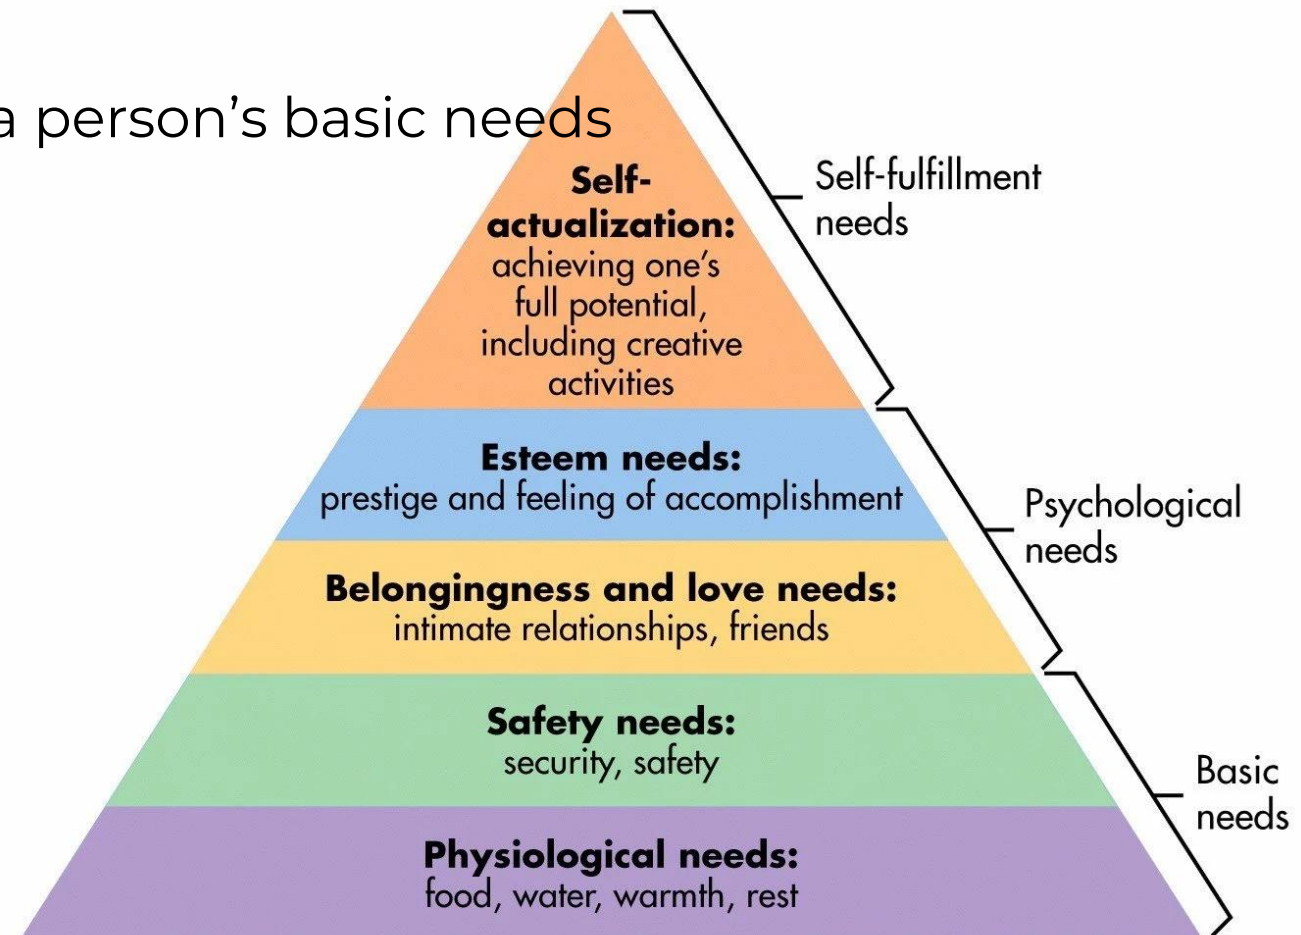 a person's basic needs
Self-
actualization:
achieving one's
full potential,
including creative
activities
Self-fulfillment
needs
Esteem needs:
prestige and feeling of accomplishment
Psychological
needs
Belongingness and love needs:
intimate relationships, friends
Safety needs:
security, safety
Basic
needs
Physiological needs:
food, water, warmth, rest